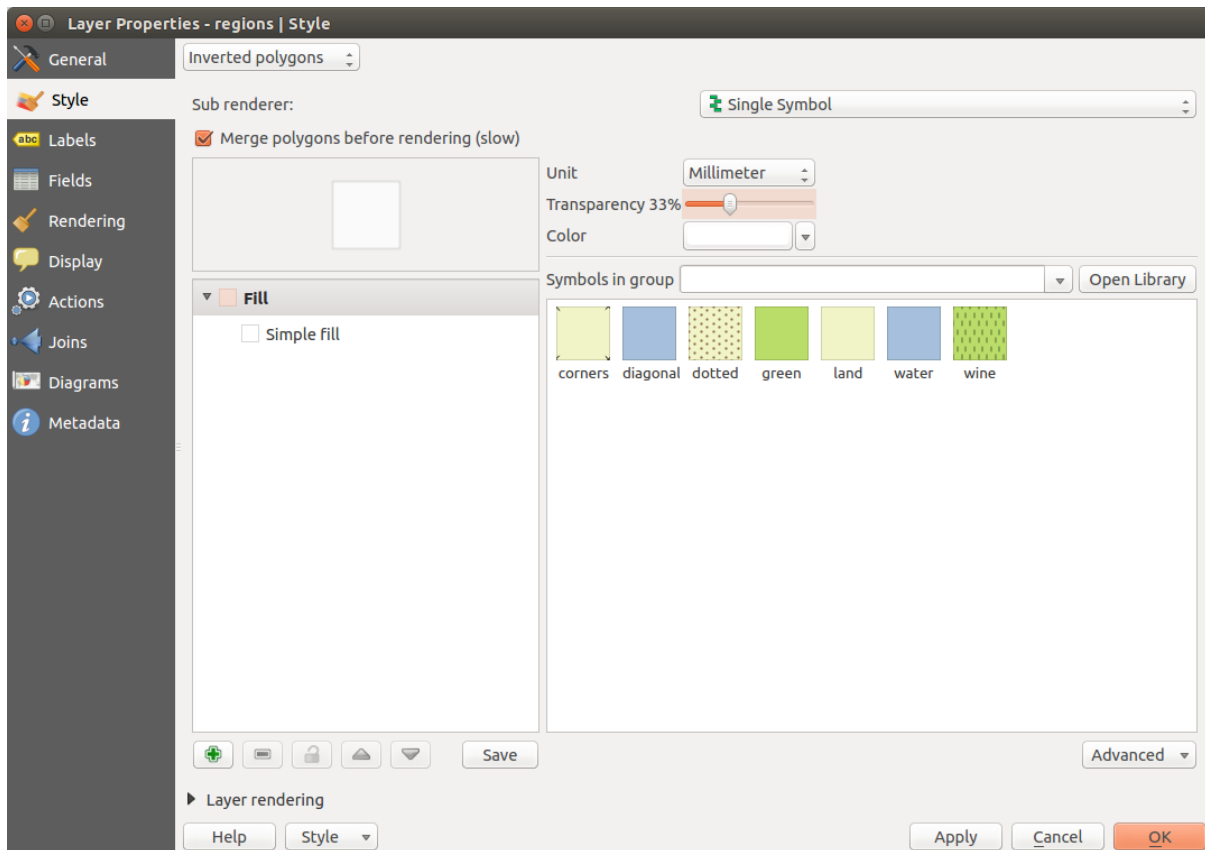 Layer Properties - regions | Style
General
Style
Labels
Fields
Rendering
Display
Actions
Joins
Diagrams
Metadata
abc
Inverted polygons
Sub renderer:
Single Symbol
Merge polygons before rendering (slow)
Unit
Millimeter
Transparency 33%
Color
Fill
Simple fill
Symbols in group
Open Library
corners diagonal dotted green land water wine
Save
Advanced
Layer rendering
Help
Style
Apply
Cancel
OK